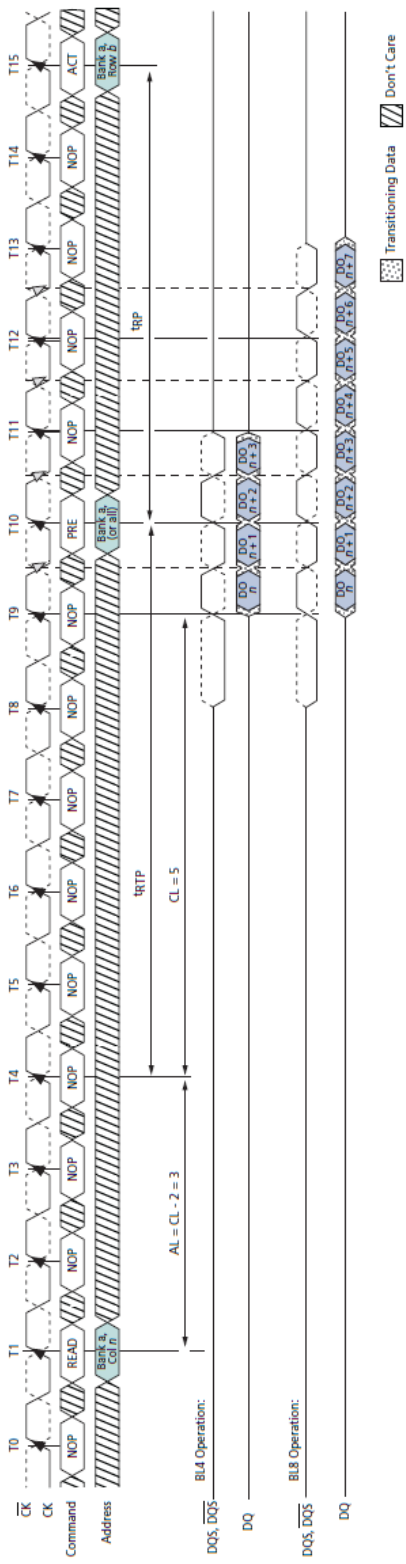 T0 T1 T2 T3 T4 T5 T6 T7 T8 T9 T10 T11 T12 T13 T14 T15
CK
CK
Command NOP READ NOP NOP NOP NOP NOP NOP NOP NOP PRE NOP NOP NOP NOP ACT
Address Bank a, Col n Bank a, (or all) Bank a, Row b
tRTP tRP
AL = CL - 2 = 3 CL = 5
BL4 Operation:
DQS, DQS
DQ DO n DO n + 1 DO n + 2 DO n + 3
BL8 Operation:
DQS, DQS
DQ DO n DO n + 1 DO n + 2 DO n + 3 DO n + 4 DO n + 5 DO n + 6 DO n + 7
Transitioning Data Don't Care